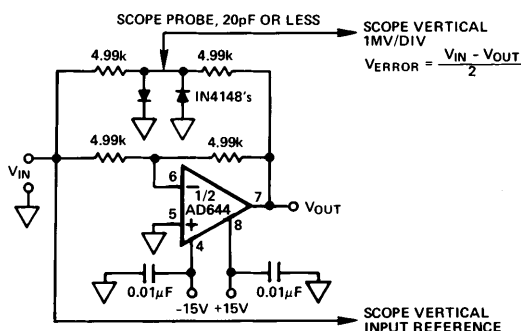 SCOPE PROBE, 20pF OR LESS
SCOPE VERTICAL
1MV/DIV
VERROR = VIN - VOUT
2
4.99k
4.99k
IN4148's
4.99k
4.99k
VIN
6
7
VOUT
1/2
AD644
5
8
4
0.01μF
-15V +15V
0.01μF
SCOPE VERTICAL
INPUT REFERENCE